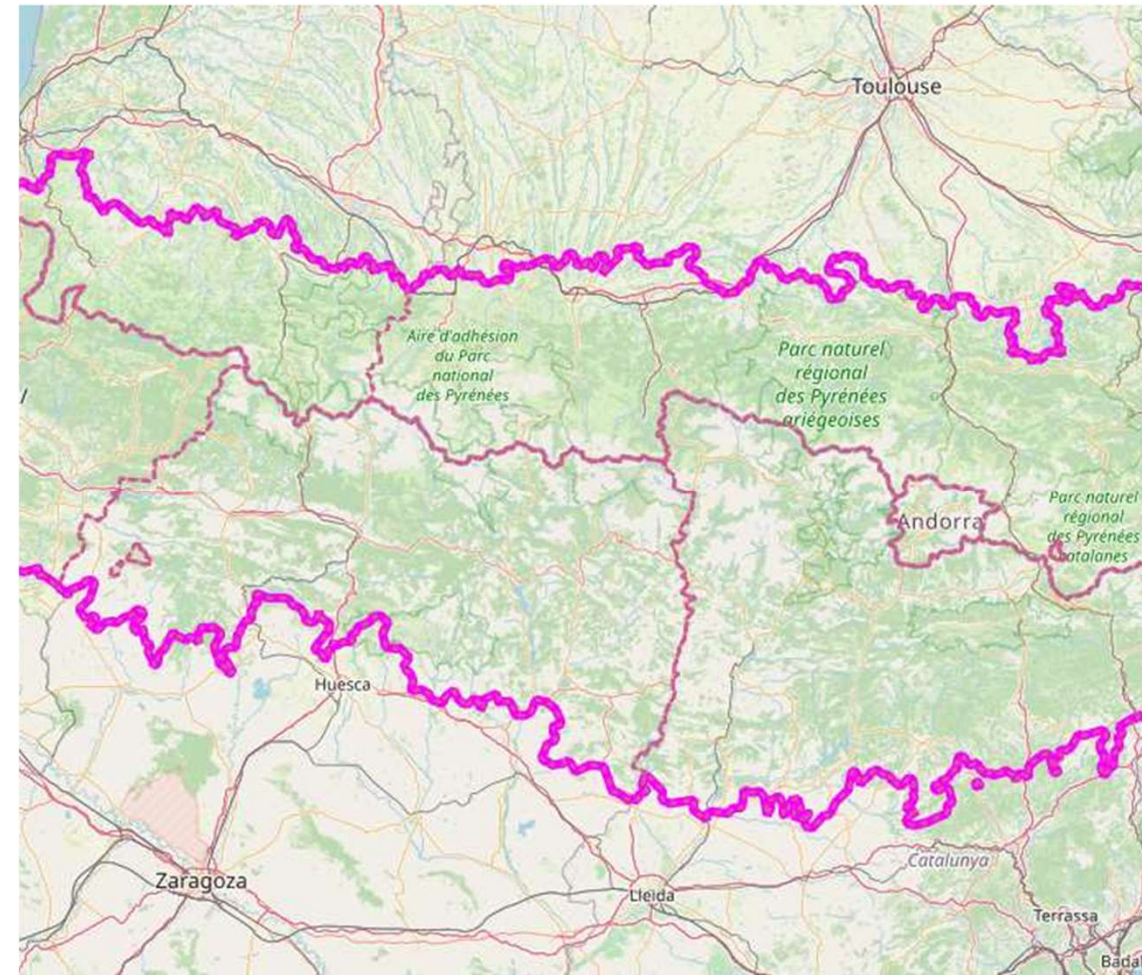 Toulouse
Aire d'adhésion
du Parc
national
des Pyrénées
Parc naturel
régional
des Pyrénées
ariégeoises
/
Parc naturel
régional
des Pyrénées
catalanes
Andorra
Huesca
Catalunya
Zaragoza
Lleida
Terrassa
Bada